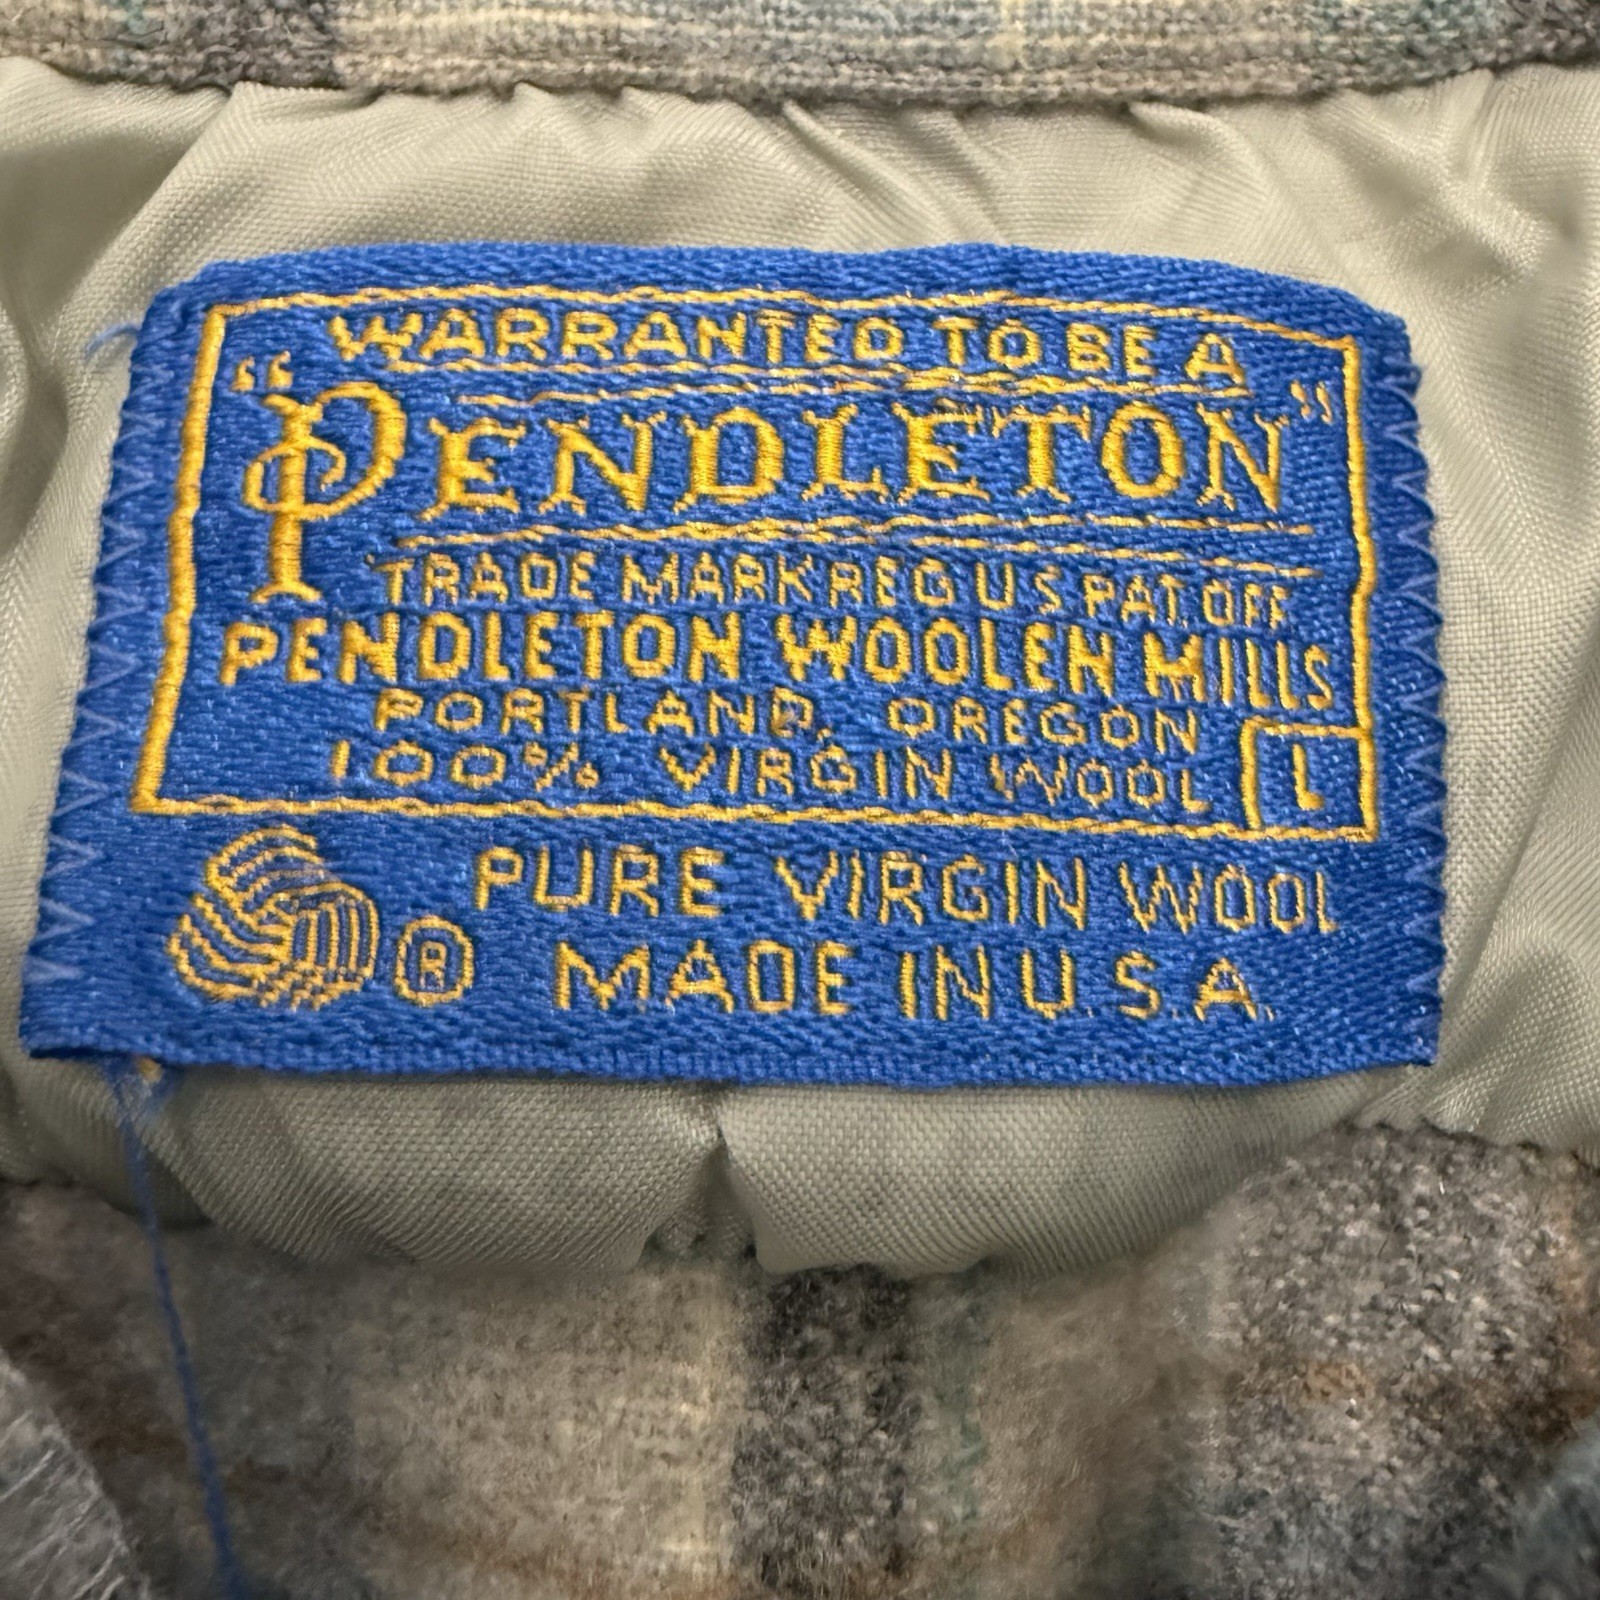 WARRANTED TO BE A
"PENDLETON"
TRADE MARK REG U.S. PAT. OFF.
PENDLETON WOOLEN MILLS
PORTLAND, OREGON
100% VIRGIN WOOL L
PURE VIRGIN WOOL
® MADE IN U.S.A.